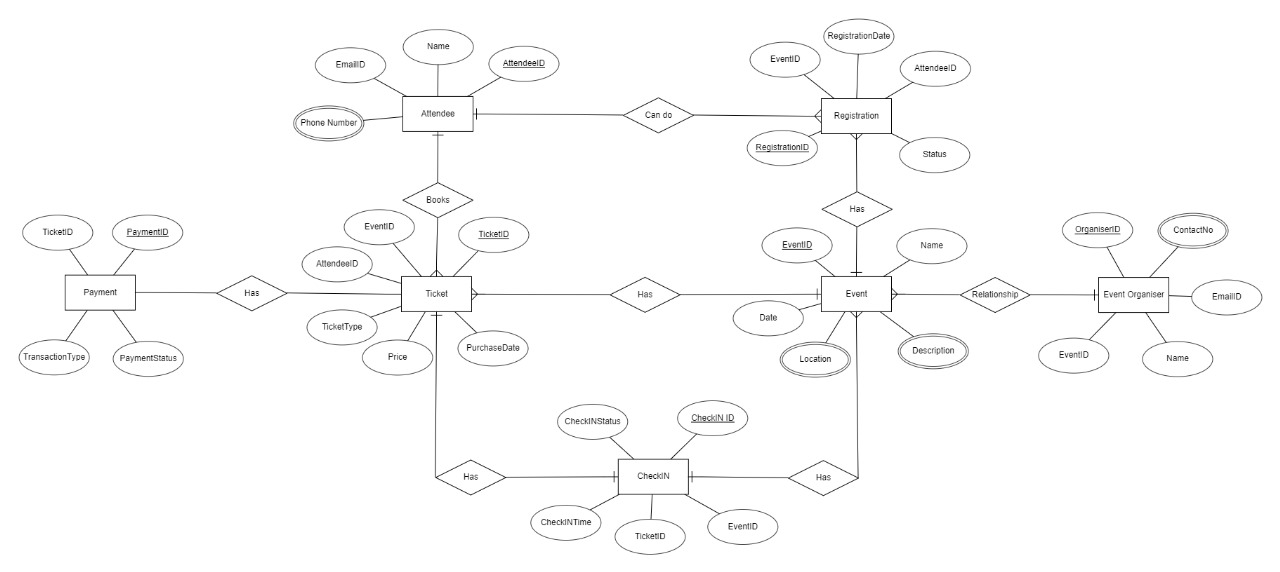 RegistrationDate
Name
EventID
EmailID
AttendeeID
AttendeeID
Attendee
Can do
Registration
Phone Number
RegistrationID
Status
Books
Has
EventID
TicketID
PaymentID
TicketID
EventID
Name
OrganiserID
ContactNo
AttendeeID
Payment
Has
Ticket
Has
Event
Relationship
Event Organiser
EmailID
TicketType
Date
TransactionType
PaymentStatus
Price
PurchaseDate
Location
Description
EventID
Name
CheckINStatus
CheckIN ID
Has
CheckIN
Has
CheckINTime
TicketID
EventID